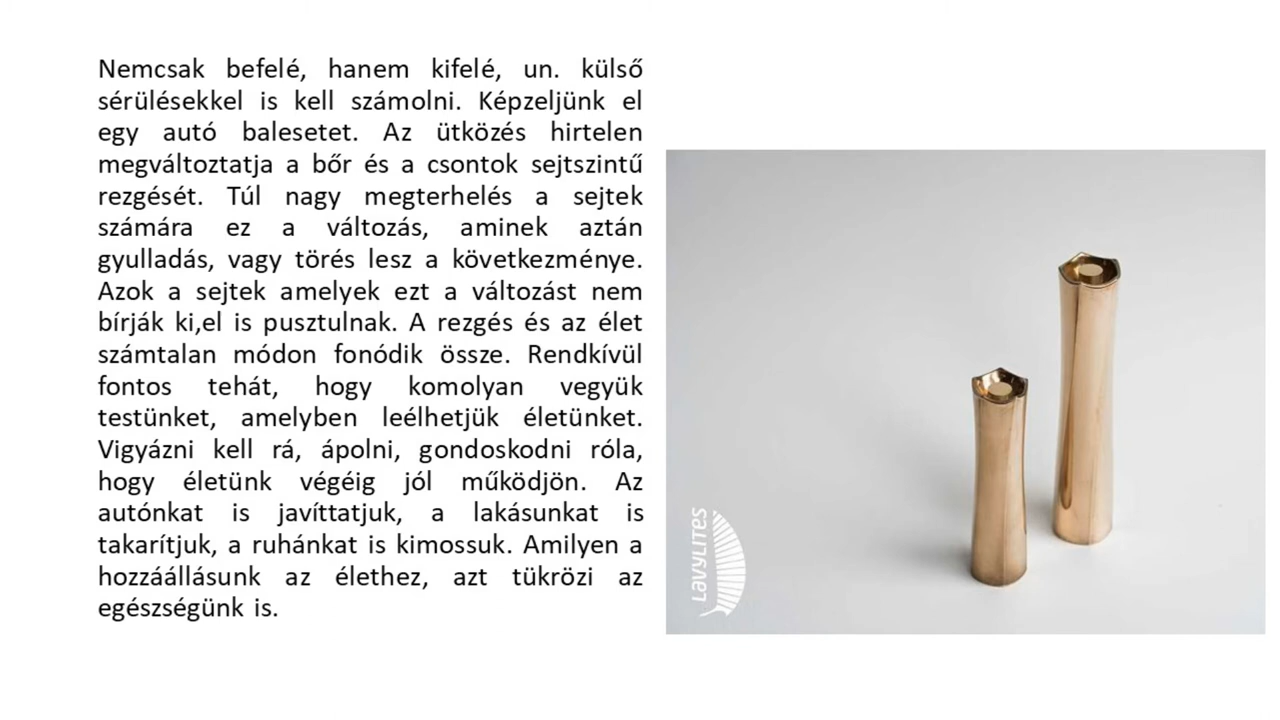 Nemcsak befelé, hanem kifelé, un. külső
sérülésekkel is kell számolni. Képzeljünk el
egy autó balesetet. Az ütközés hirtelen
megváltoztatja a bőr és a csontok sejtszintű
rezgését. Túl nagy megterhelés a sejtek
számára ez a változás, aminek aztán
gyulladás, vagy törés lesz a következménye.
Azok a sejtek amelyek ezt a változást nem
bírják ki,el is pusztulnak. A rezgés és az élet
számtalan módon fonódik össze. Rendkívül
fontos tehát, hogy komolyan vegyük
testünket, amelyben leélhetjük életünket.
Vigyázni kell rá, ápolni, gondoskodni róla,
hogy életünk végéig jól működjön. Az
autónkat is javíttatjuk, a lakásunkat is
takarítjuk, a ruhánkat is kimossuk. Amilyen a
hozzáállásunk az élethez, azt tükrözi az
egészségünk is.
LAVYLITES